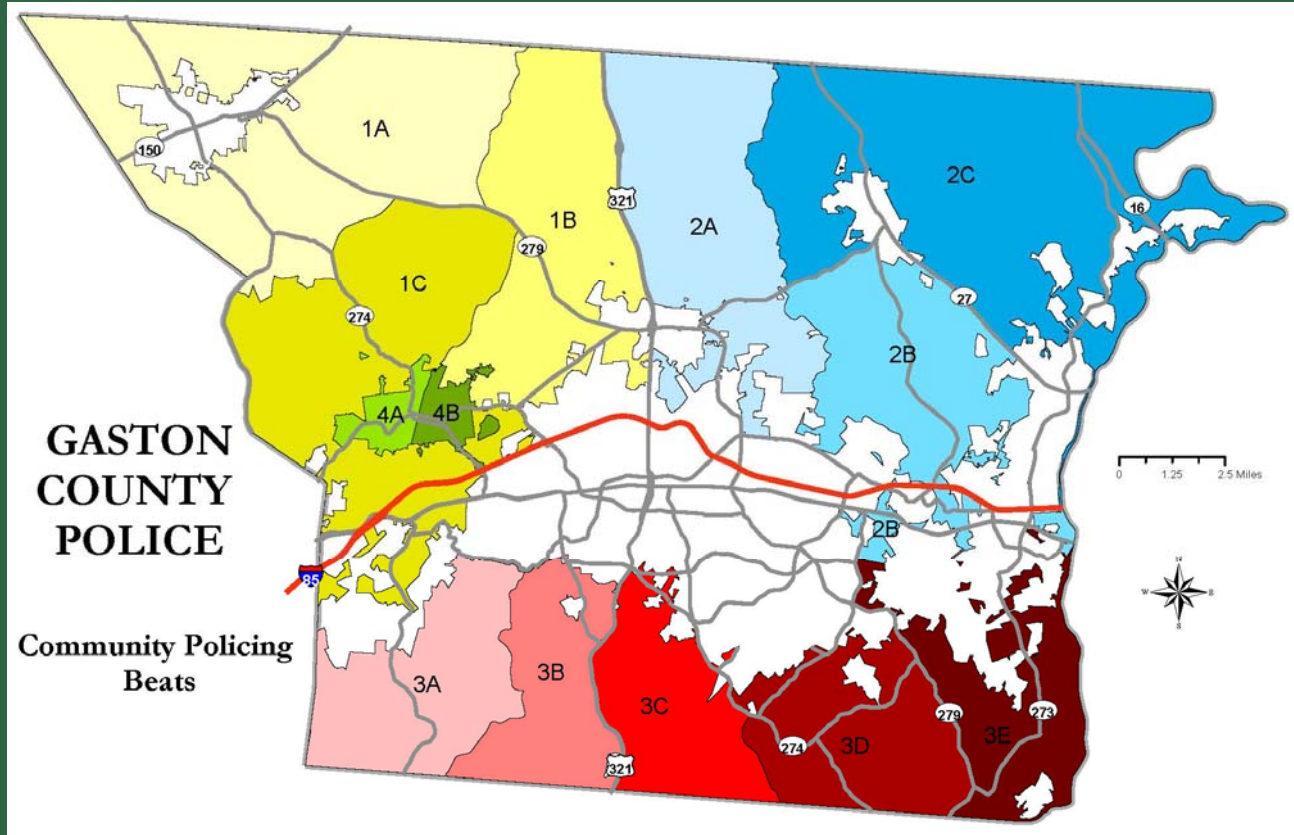 1A
150
2C
321
16
1B
2A
279
1C
27
274
2B
4A
4B
GASTON
COUNTY
POLICE
0 1.25 2.5 Miles
2B
85
N
W E
S
Community Policing
Beats
3A
3B
3C
279
273
3E
274
3D
321